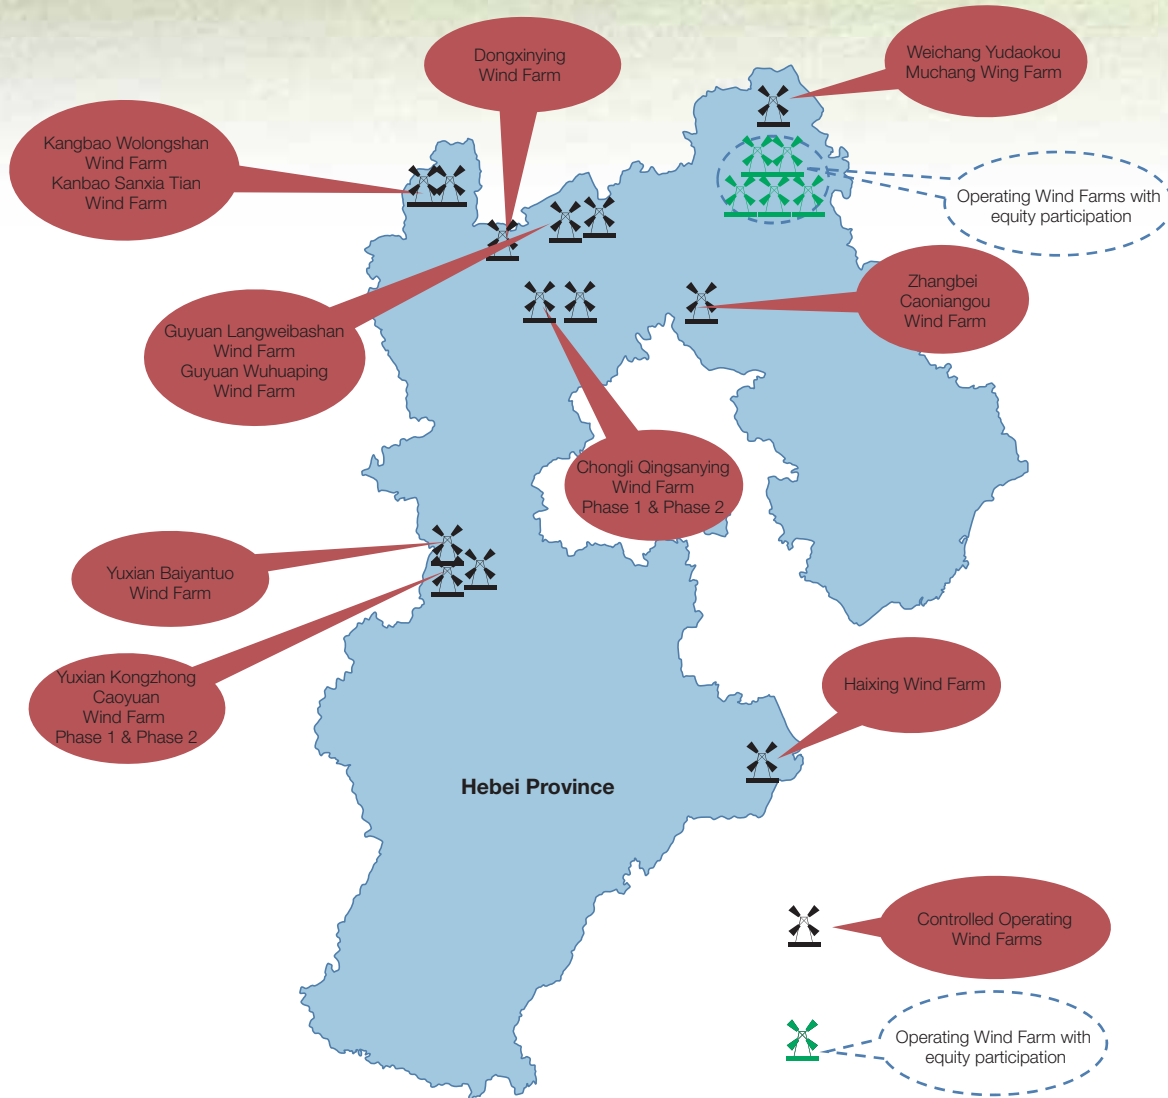 Dongxinying
Wind Farm
Weichang Yudaokou
Muchang Wing Farm
Kangbao Wolongshan
Wind Farm
Kanbao Sanxia Tian
Wind Farm
Operating Wind Farms with
equity participation
Zhangbei
Caoniangou
Wind Farm
Guyuan Langweibashan
Wind Farm
Guyuan Wuhuaping
Wind Farm
Chongli Qingsanying
Wind Farm
Phase 1 & Phase 2
Yuxian Baiyantuo
Wind Farm
Yuxian Kongzhong
Caoyuan
Wind Farm
Phase 1 & Phase 2
Haixing Wind Farm
Hebei Province
Controlled Operating
Wind Farms
Operating Wind Farm with
equity participation